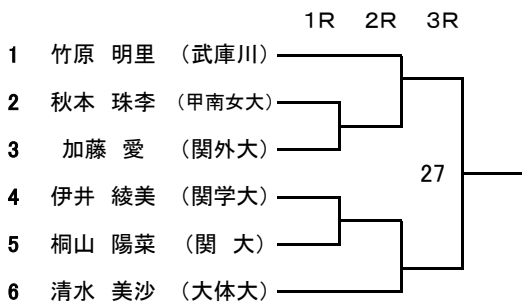 1R 2R 3R
1 竹原 明里 (武庫川)
2 秋本 珠李 (甲南女大)
3 加藤 愛 (関外大)
4 伊井 綾美 (関学大)
5 桐山 陽菜 (関 大)
6 清水 美沙 (大体大)
27